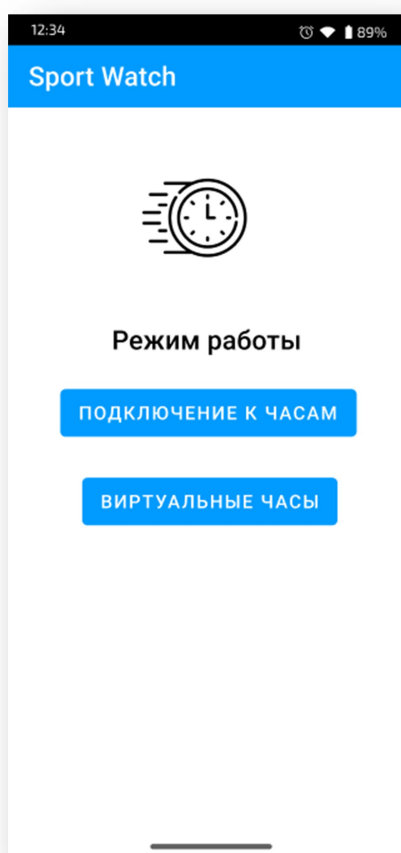 12:34 89%
Sport Watch
Режим работы
ПОДКЛЮЧЕНИЕ К ЧАСАМ
ВИРТУАЛЬНЫЕ ЧАСЫ